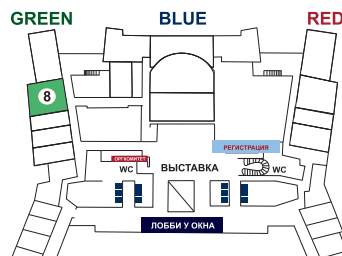 GREEN BLUE RED
8
РЕГИСТРАЦИЯ
ОРГКОМИТЕТ
WC ВЫСТАВКА WC
ЛОББИ У ОКНА